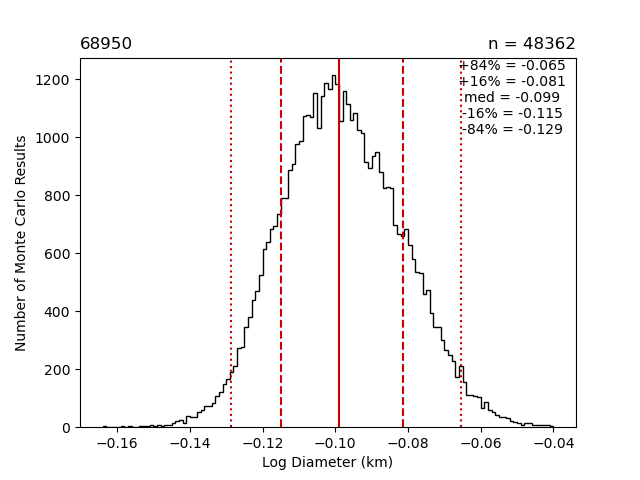 68950
n = 48362
+84% = -0.065
+16% = -0.081
med = -0.099
-16% = -0.115
-84% = -0.129
1200
1000
800
600
400
200
0
Number of Monte Carlo Results
−0.16 −0.14 −0.12 −0.10 −0.08 −0.06 −0.04
Log Diameter (km)